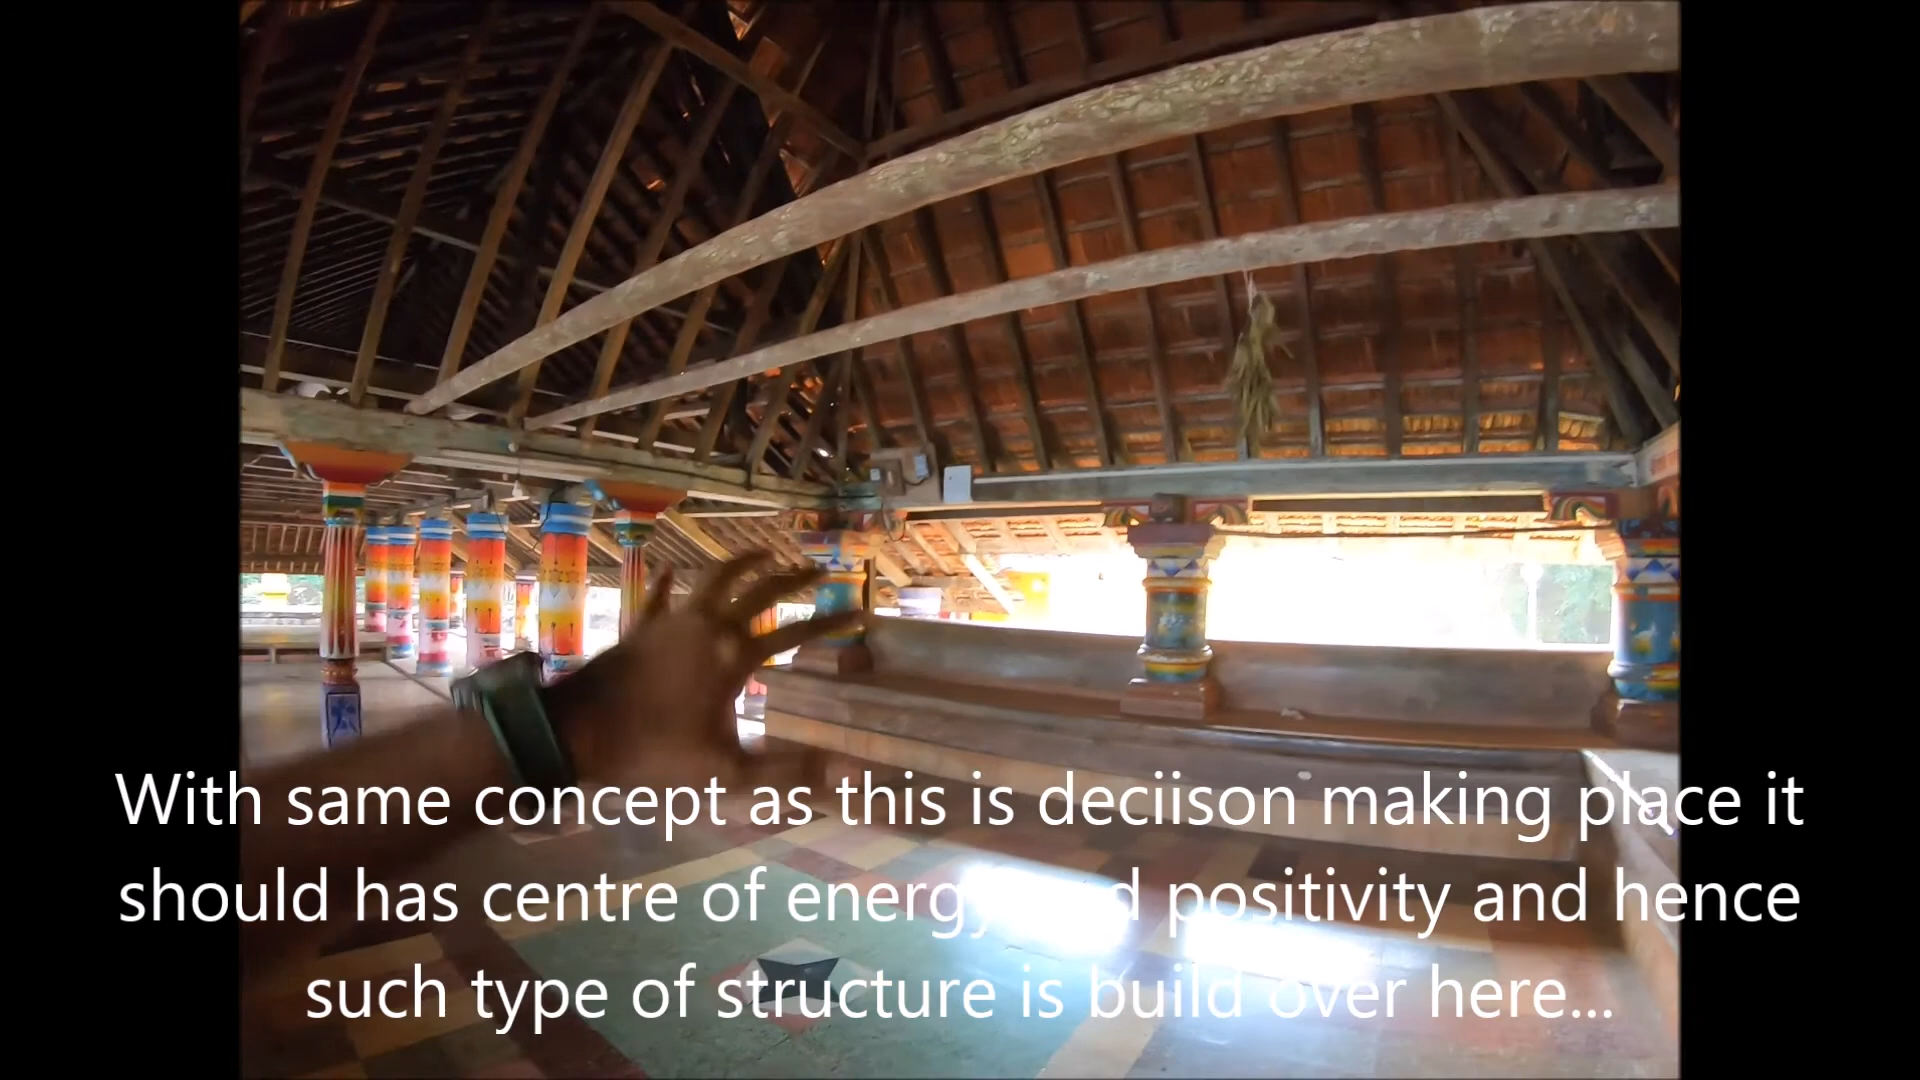 With same concept as this is deciison making place it
should has centre of energy and positivity and hence
such type of structure is build over here...